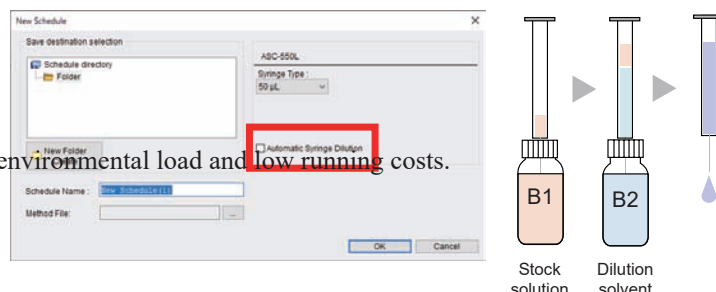 New Schedule
Save destination selection
Schedule directory
Folder
ASC-550L
Syringe Type :
50 µL
New Folder
Automatic Syringe Dilution
environmental load and low running costs.
Schedule Name :
New Schedule(1)
Method File:
...
OK
Cancel
B1
B2
Stock
solution
Dilution
solvent